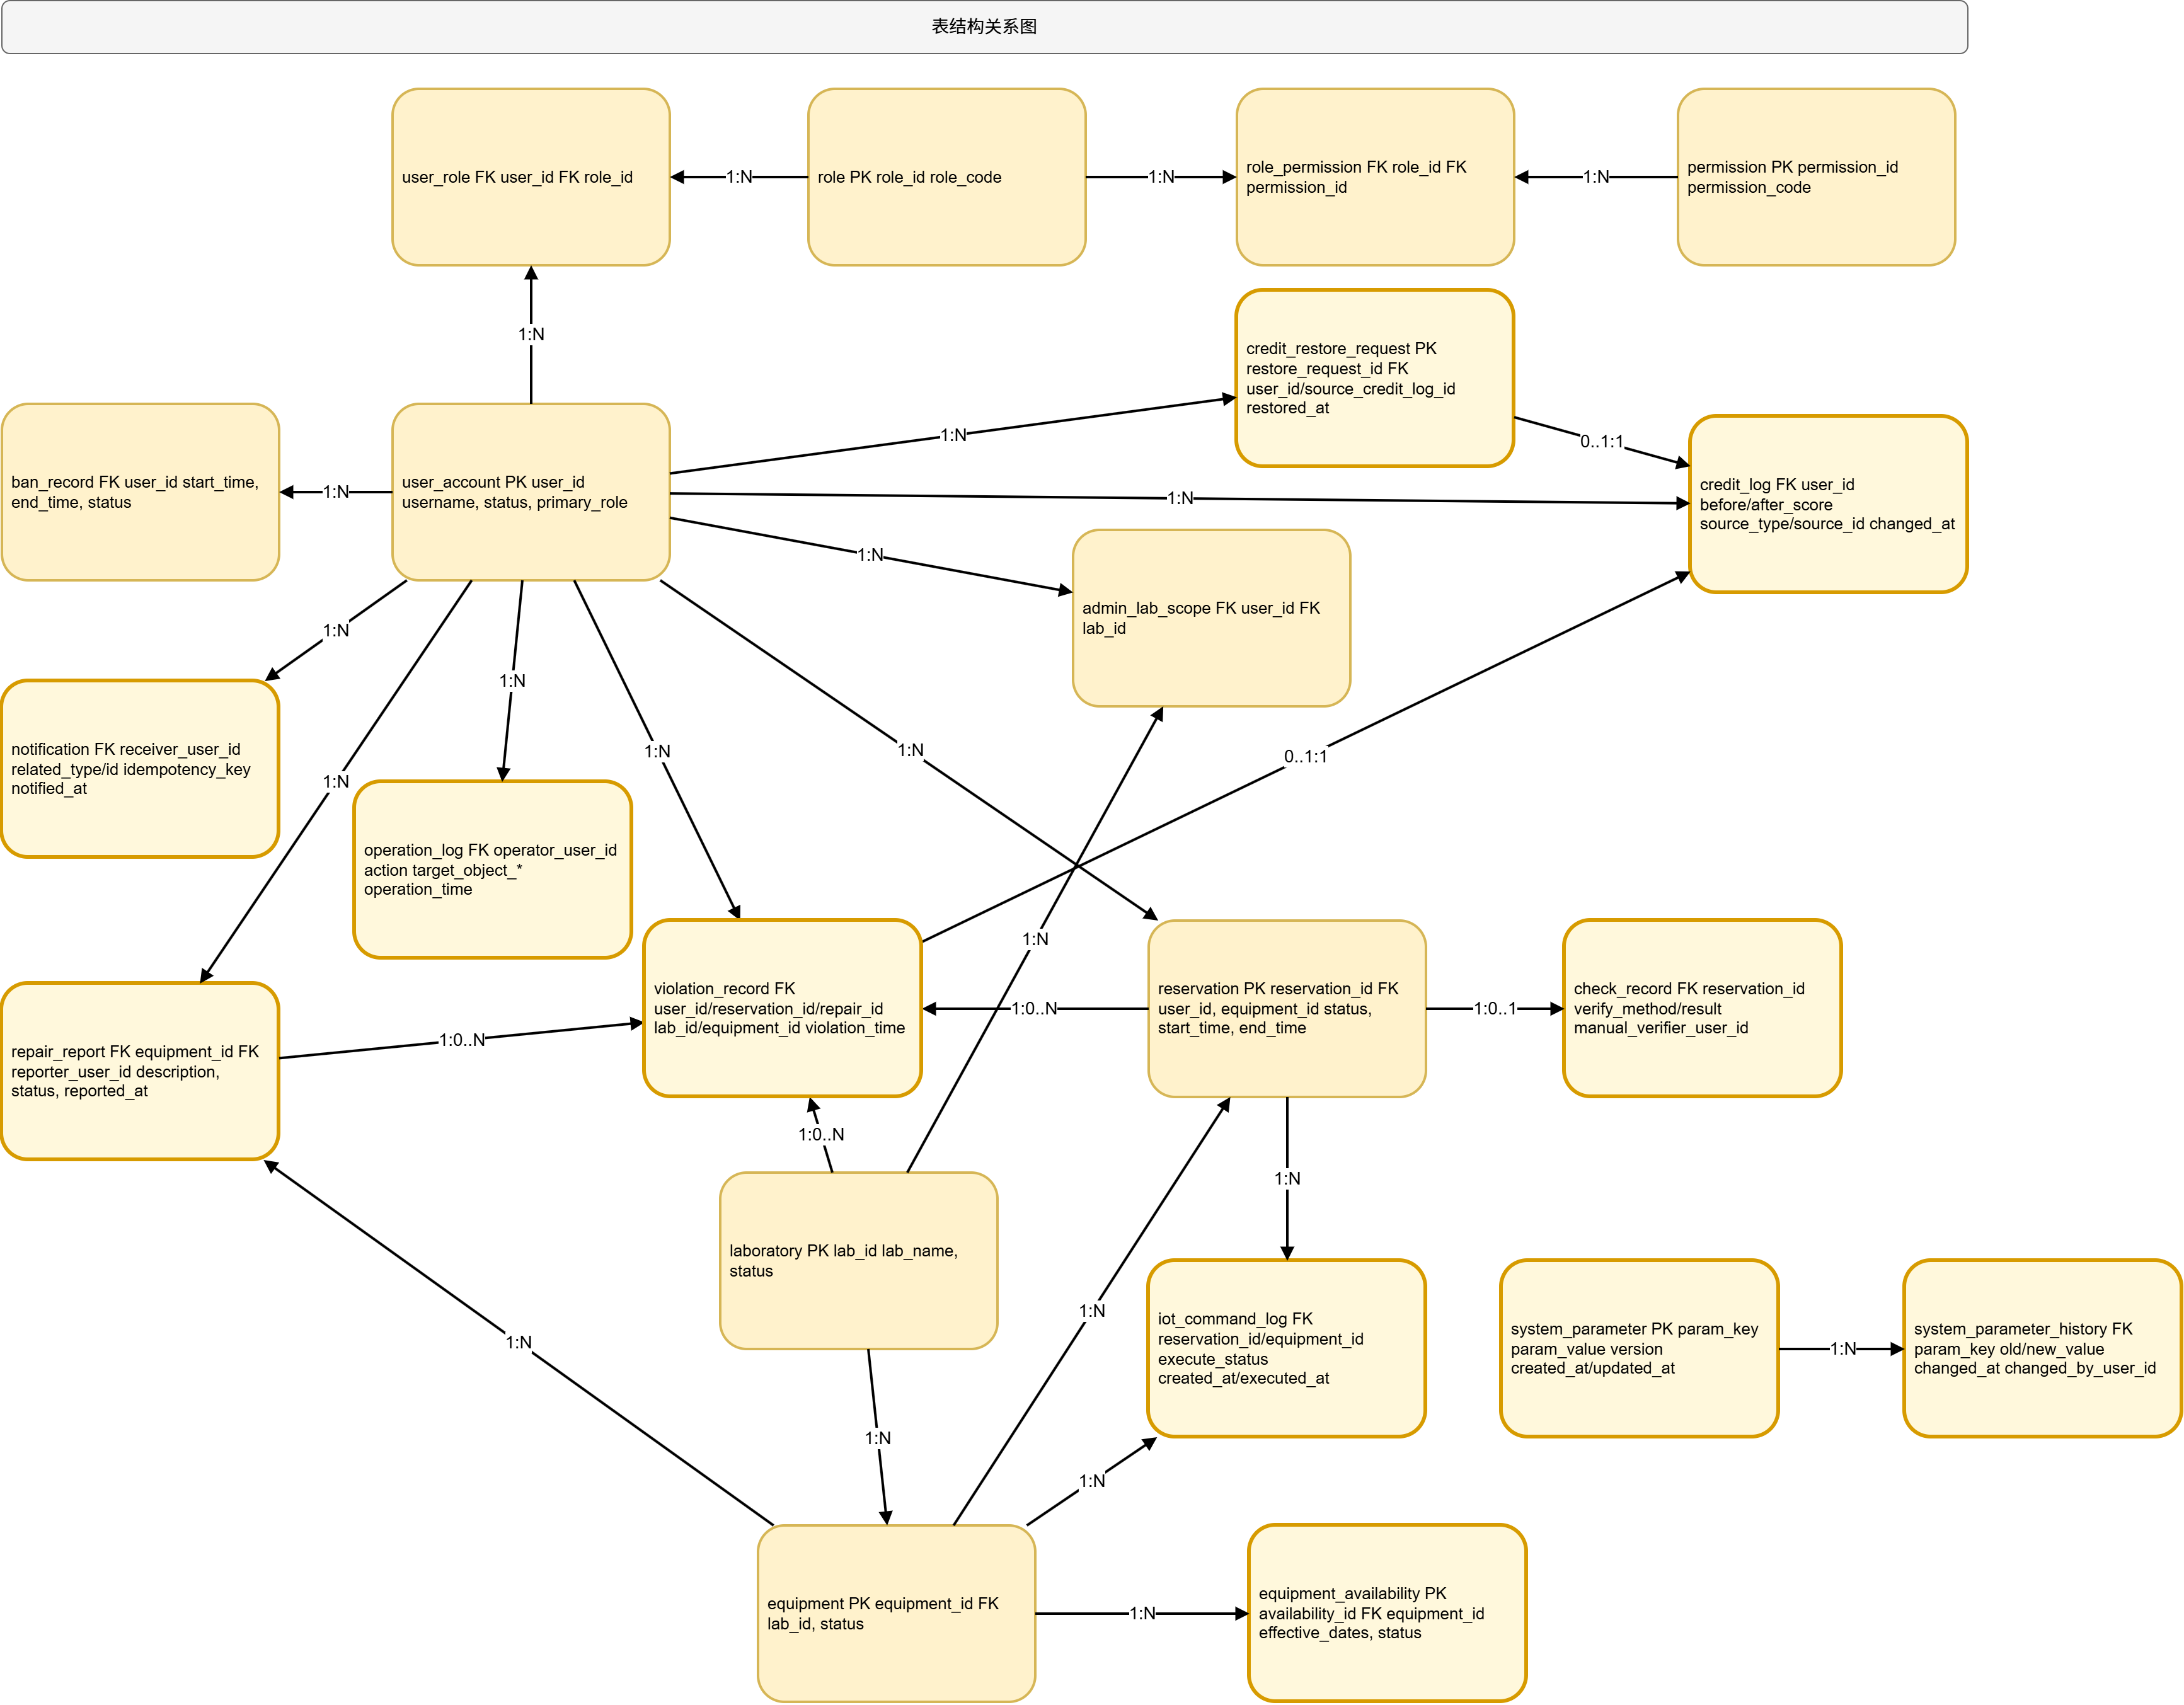 表结构关系图
user_role FK user_id FK role_id
1:N
role PK role_id role_code
1:N
role_permission FK role_id FK
permission_id
1:N
permission PK permission_id
permission_code
1:N
credit_restore_request PK
restore_request_id FK
user_id/source_credit_log_id
restored_at
0..1:1
ban_record FK user_id start_time,
end_time, status
1:N
user_account PK user_id
username, status, primary_role
1:N
1:N
1:N
credit_log FK user_id
before/after_score
source_type/source_id changed_at
admin_lab_scope FK user_id FK
lab_id
1:N
1:N
1:N
1:N
1:N
0..1:1
notification FK receiver_user_id
related_type/id idempotency_key
notified_at
operation_log FK operator_user_id
action target_object_*
operation_time
1:N
violation_record FK
user_id/reservation_id/repair_id
lab_id/equipment_id violation_time
1:0..N
reservation PK reservation_id FK
user_id, equipment_id status,
start_time, end_time
1:0..1
check_record FK reservation_id
verify_method/result
manual_verifier_user_id
repair_report FK equipment_id FK
reporter_user_id description,
status, reported_at
1:0..N
1:0..N
1:N
laboratory PK lab_id lab_name,
status
1:N
1:N
iot_command_log FK
reservation_id/equipment_id
execute_status
created_at/executed_at
system_parameter PK param_key
param_value version
created_at/updated_at
1:N
system_parameter_history FK
param_key old/new_value
changed_at changed_by_user_id
1:N
1:N
equipment PK equipment_id FK
lab_id, status
1:N
equipment_availability PK
availability_id FK equipment_id
effective_dates, status